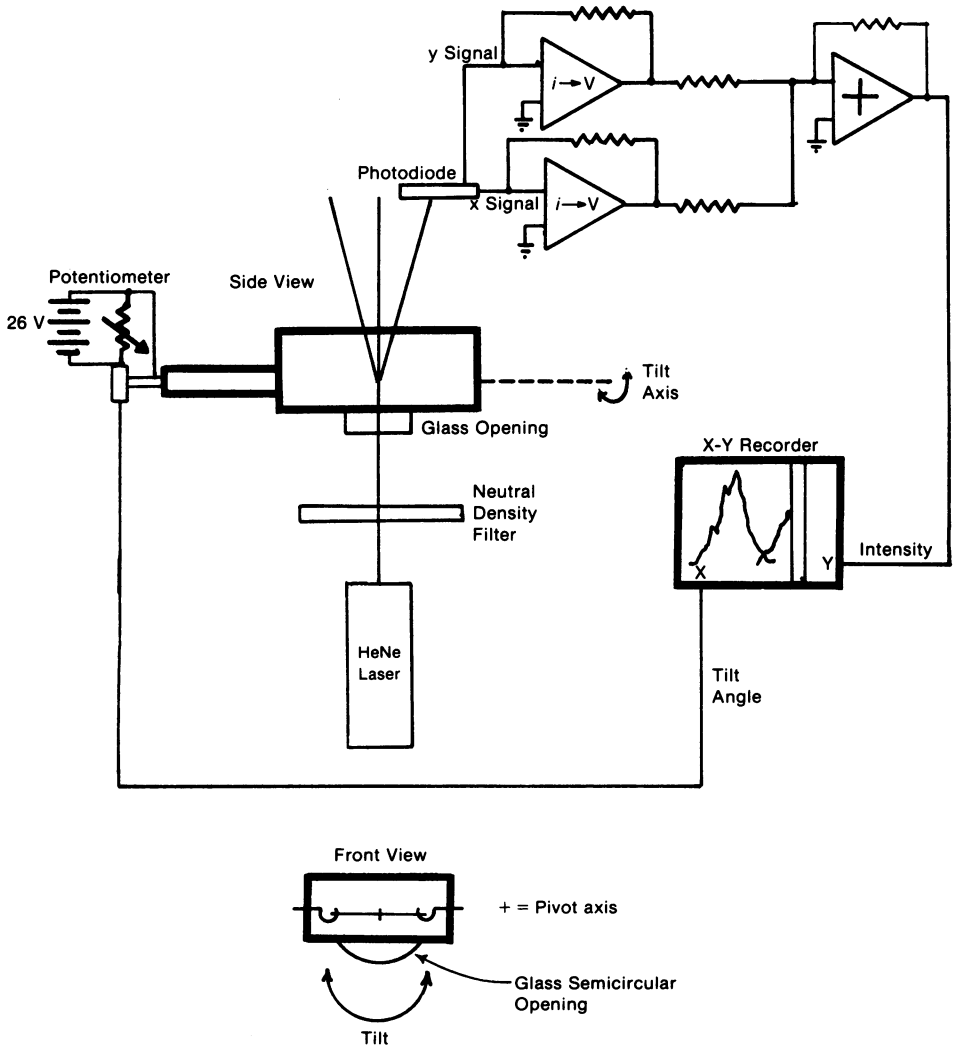 y Signal
i→V
+
Photodiode
x Signal
i→V
Potentiometer
Side View
26 V
Tilt
Axis
Glass Opening
X-Y Recorder
Neutral
Density
Filter
X
Y
Intensity
HeNe
Laser
Tilt
Angle
Front View
+ = Pivot axis
Glass Semicircular
Opening
Tilt